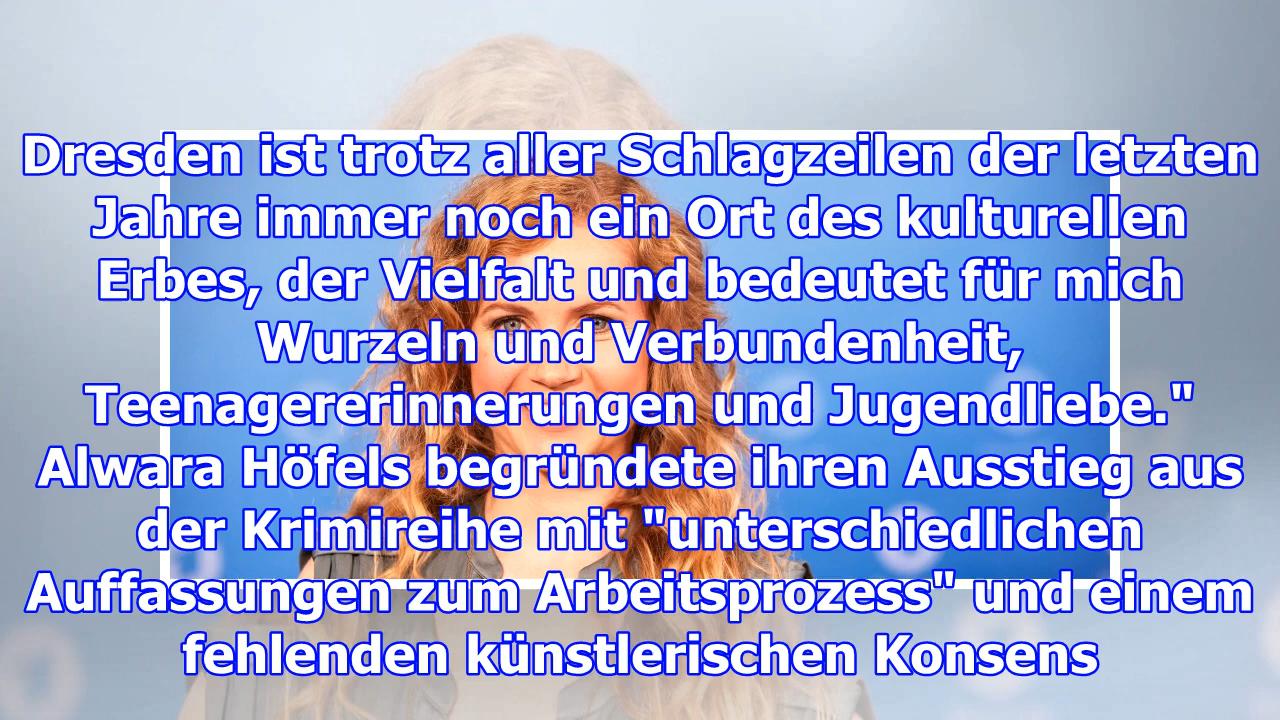 Dresden ist trotz aller Schlagzeilen der letzten
Jahre immer noch ein Ort des kulturellen
Erbes, der Vielfalt und bedeutet für mich
Wurzeln und Verbundenheit,
Teenagererinnerungen und Jugendliebe."
Alwara Höfels begründete ihren Ausstieg aus
der Krimireihe mit "unterschiedlichen
Auffassungen zum Arbeitsprozess" und einem
fehlenden künstlerischen Konsens